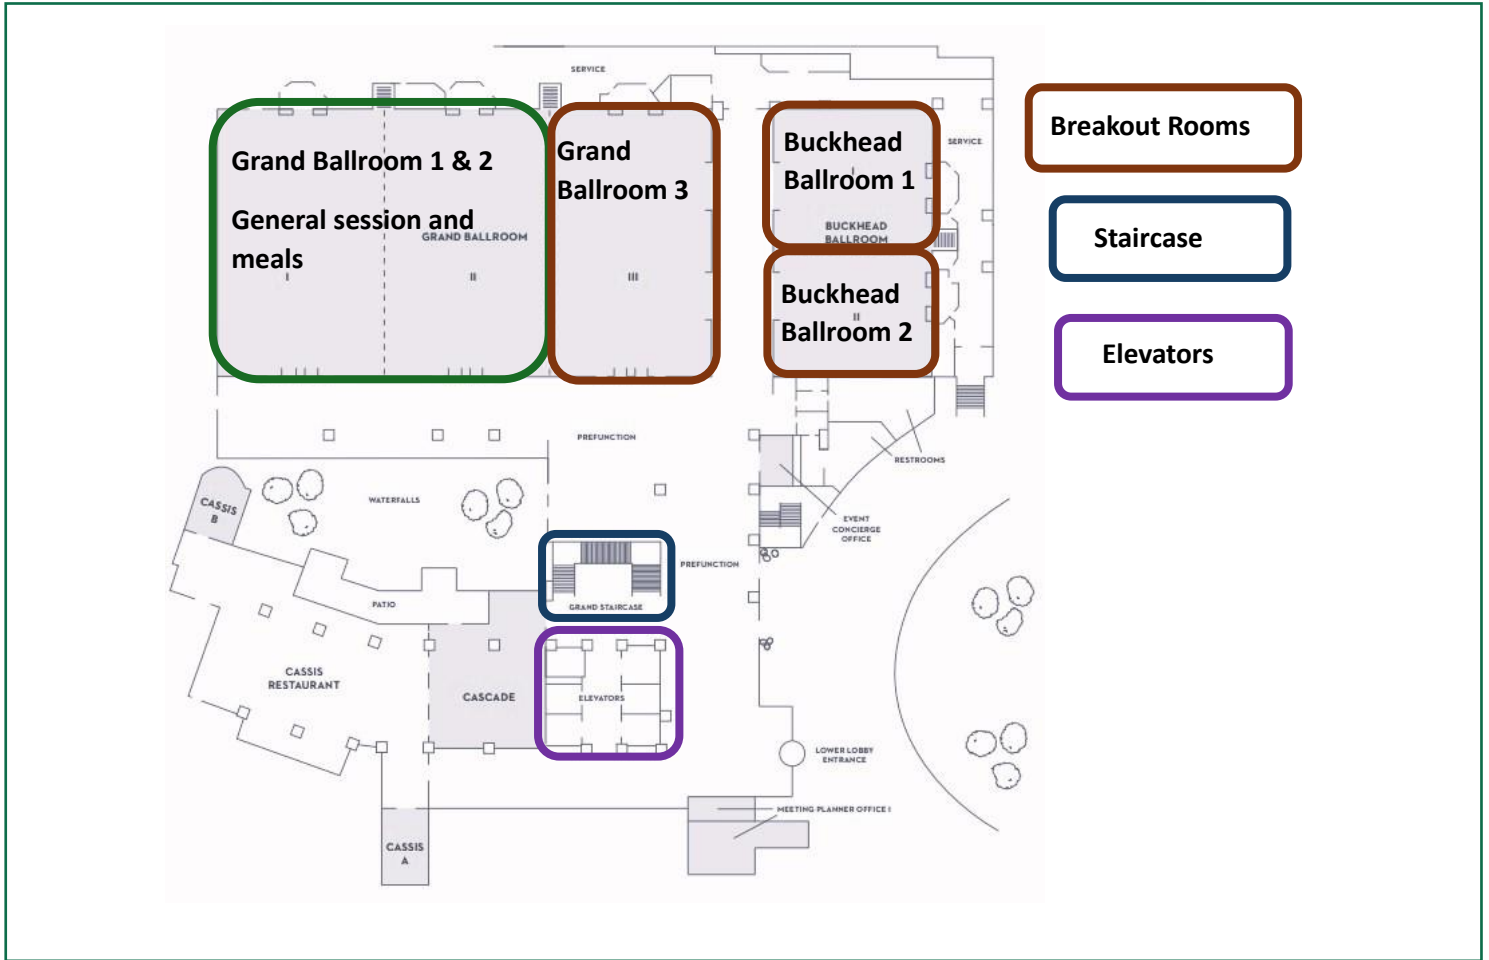 SERVICE
Grand Ballroom 1 & 2
General session and
meals
GRAND BALLROOM
I
II
Grand
Ballroom 3
III
Buckhead
Ballroom 1
I
BUCKHEAD
BALLROOM
Buckhead
Ballroom 2
II
SERVICE
Breakout Rooms
Staircase
Elevators
PREFUNCTION
RESTROOMS
WATERFALLS
CASSIS
B
EVENT
CONCIERGE
OFFICE
PREFUNCTION
GRAND STAIRCASE
PATIO
CASSIS
RESTAURANT
CASCADE
ELEVATORS
LOWER LOBBY
ENTRANCE
MEETING PLANNER OFFICE I
CASSIS
A